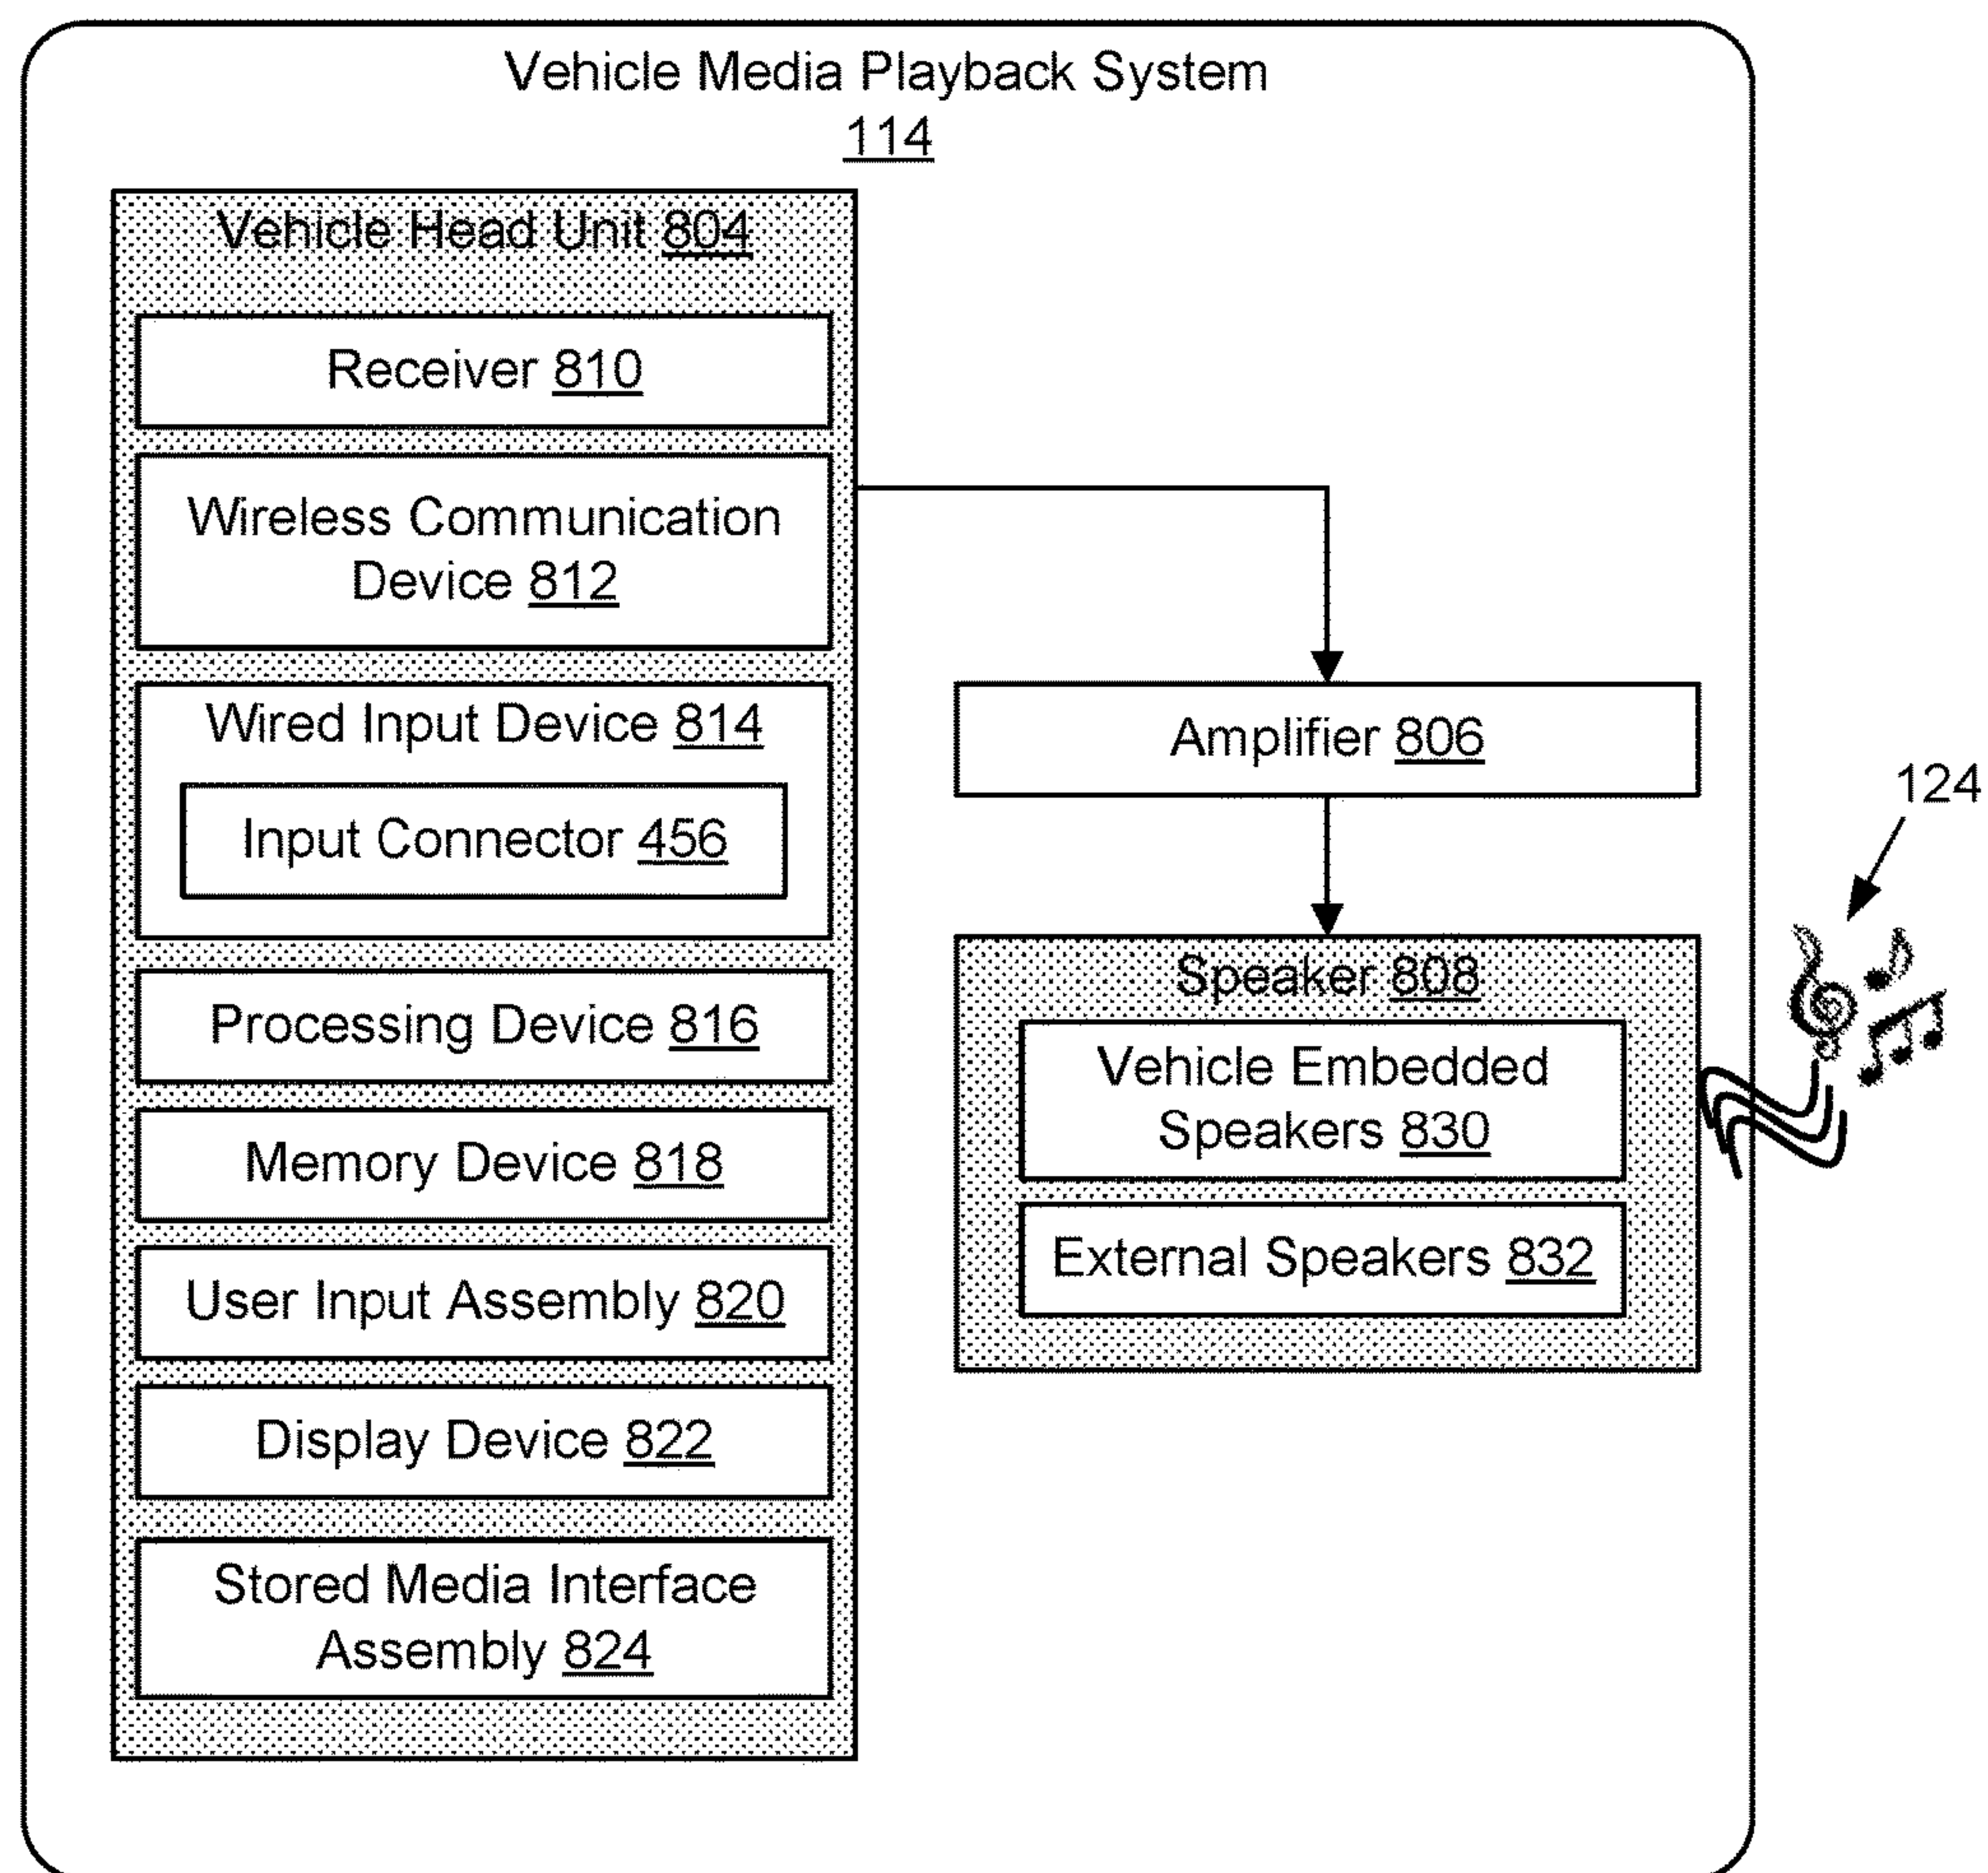 Vehicle Media Playback System
114
Vehicle Head Unit 804
Receiver 810
Wireless Communication
Device 812
Wired Input Device 814
Input Connector 456
Processing Device 816
Memory Device 818
User Input Assembly 820
Display Device 822
Stored Media Interface
Assembly 824
Amplifier 806
Speaker 808
Vehicle Embedded
Speakers 830
External Speakers 832
124